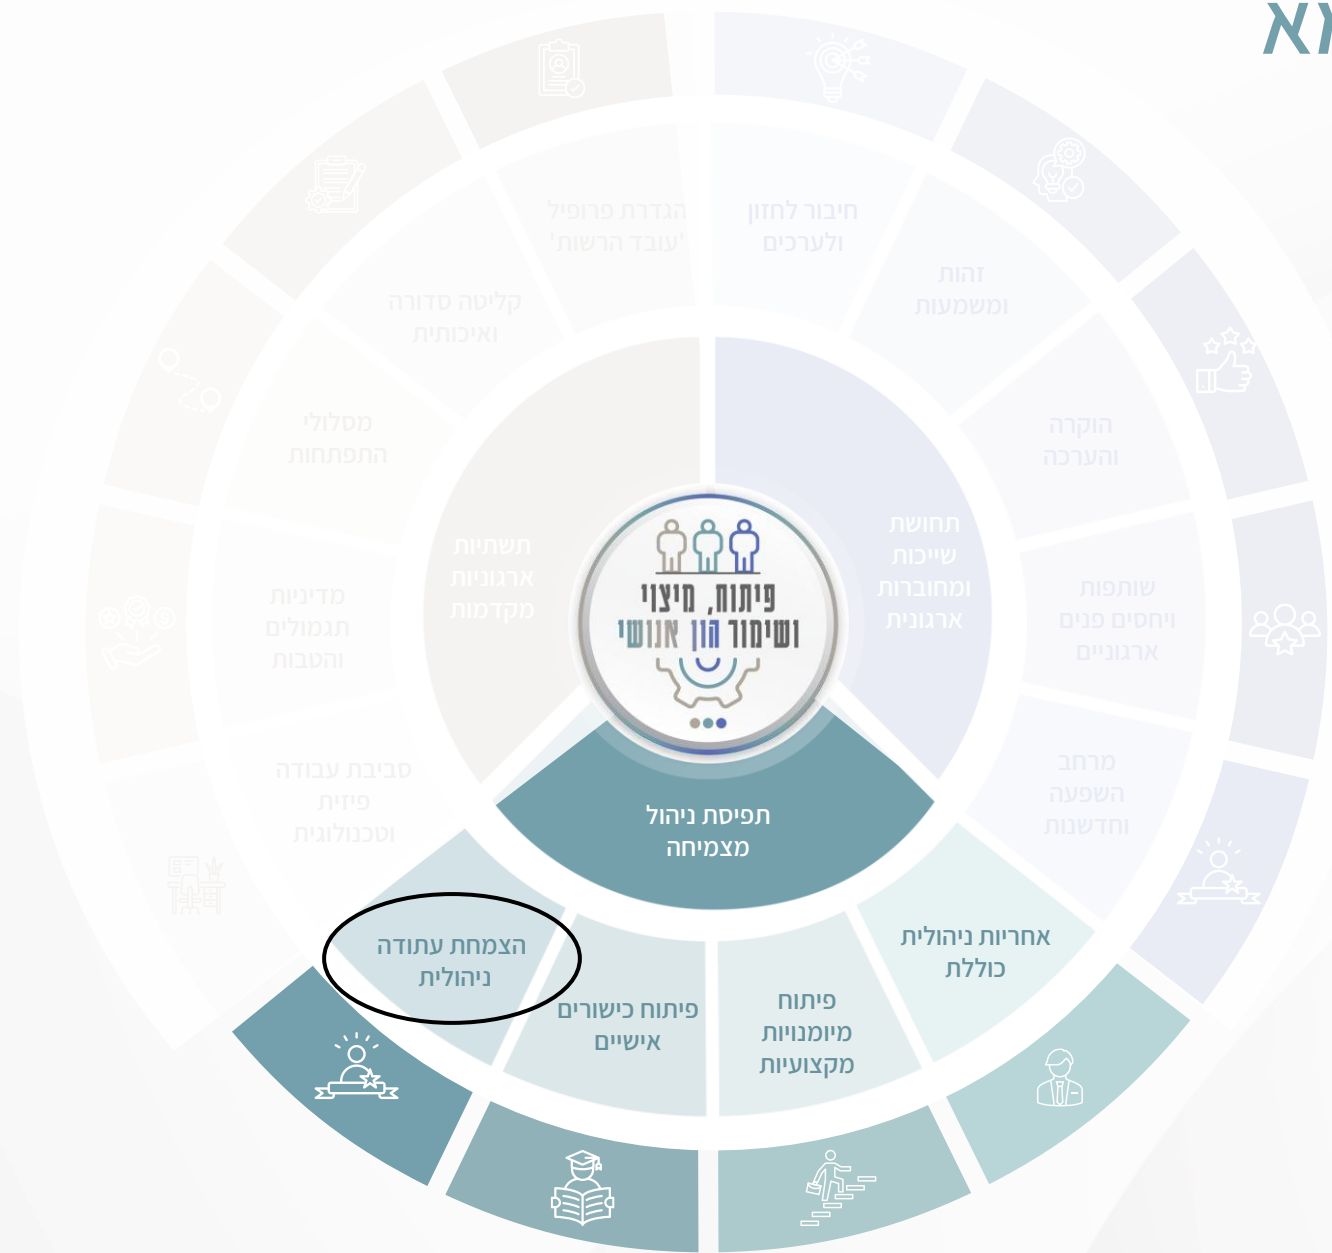 הגדרת פרופיל
'עובד הרשות'
חיבור לחזון
ולערכים
זהות
ומשמעות
הוקרה
והערכה
שותפות
ויחסים פנים
ארגוניים
מרחב
השפעה
וחדשנות
קליטה סדורה
ואיכותית
מסלולי
התפתחות
מדיניות
תגמולים
והטבות
סביבת עבודה
פיזית
וטכנולוגית
תחושת
שייכות
ומחוברות
ארגונית
תשתיות
ארגוניות
מקדמות
פיתוח, מיצוי
ושימור הון אנושי
תפיסת ניהול
מצמיחה
אחריות ניהולית
כוללת
פיתוח
מיומנויות
מקצועיות
פיתוח כישורים
אישיים
הצמחת עתודה
ניהולית